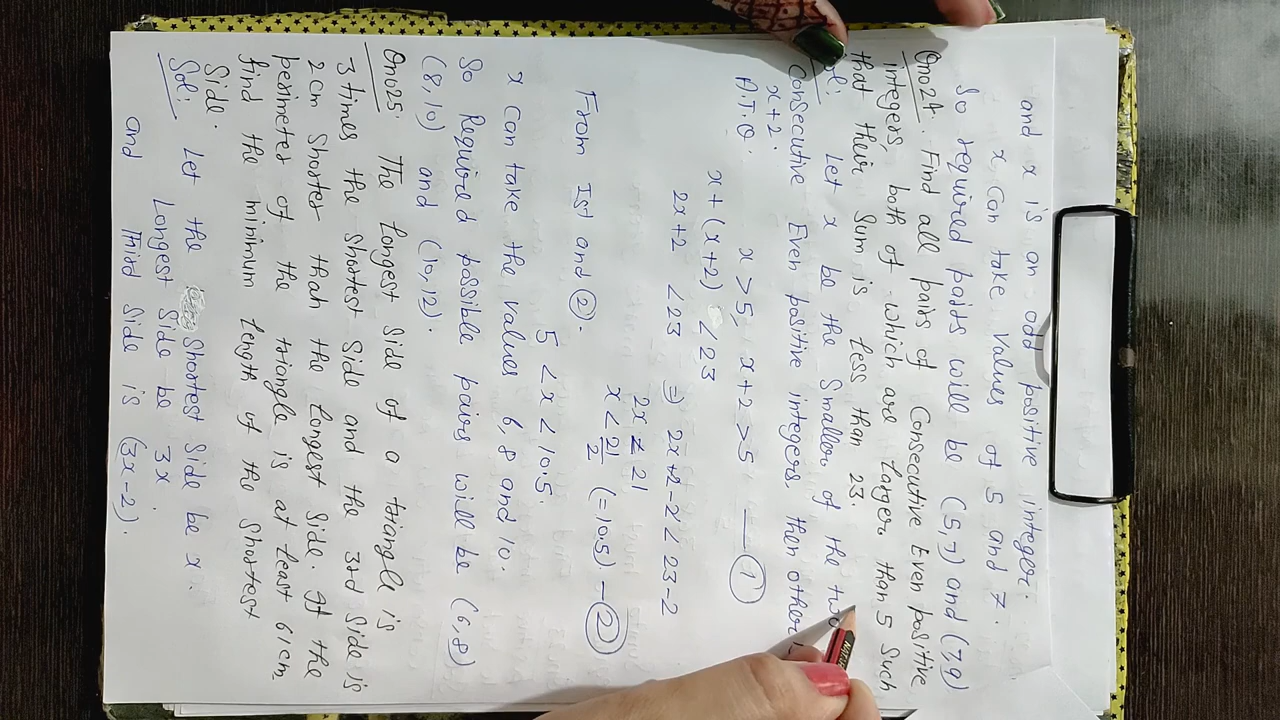 and x is an odd positive integer.
x can take values of 5 and 7.
So required pairs will be (5,7) and (7,9)
Qno24. Find all pairs of Consecutive Even positive
integers, both of which are larger than 5 such
that their Sum is less than 23.
Sol: Let x be the Smaller of the two
Consecutive Even positive integers, then other
x+2.
A.T.Q. x > 5, x+2 > 5 — ①
x + (x+2) < 23
2x+2 < 23 ⇒ 2x+2-2 < 23-2
2x < 21
x < 21/2 (=10.5) — ②
From Ist and ②.
5 < x < 10.5.
x can take the values 6, 8 and 10.
So Required possible pairs will be (6,8)
(8,10) and (10,12).
Qno25. The Longest Side of a triangle is
3 times the shortest Side and the 3rd Side is
2cm Shorter than the Longest Side. If the
perimeter of the triangle is at least 61cm,
find the minimum Length of the Shortest
Side.
Sol: Let the Shortest Side be x.
Longest Side be 3x
and Third Side is (3x-2).